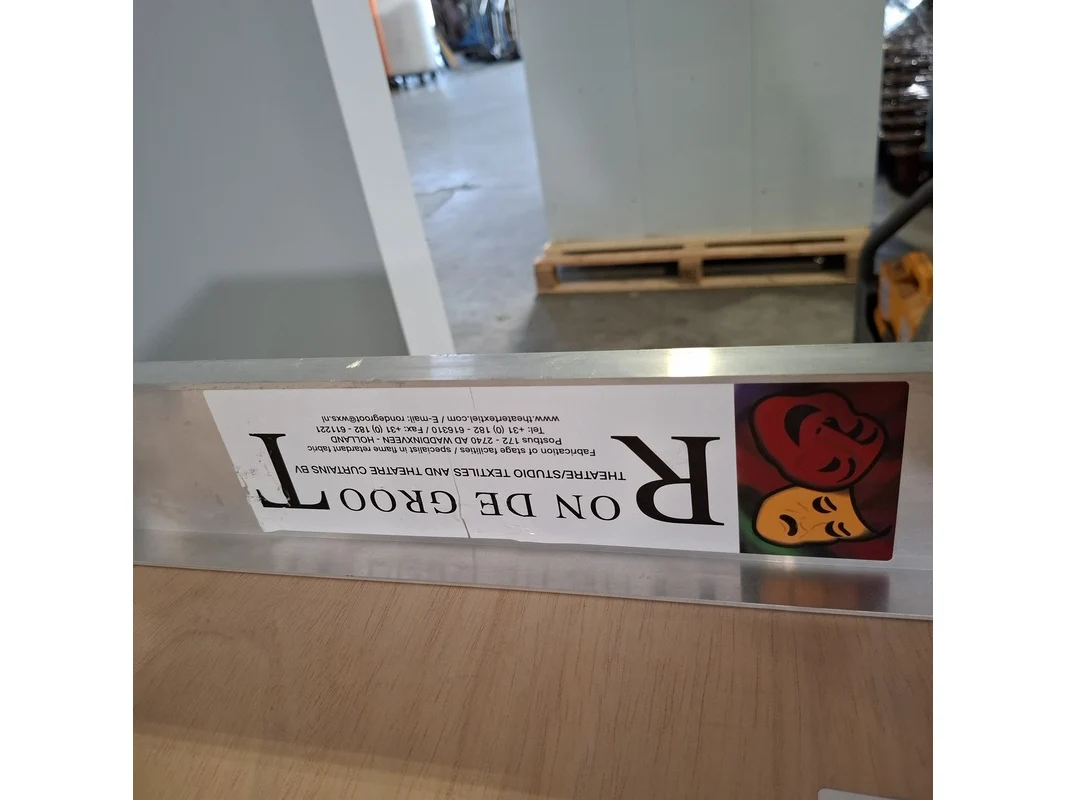 RON DE GROOT
THEATRE/STUDIO TEXTILES AND THEATRE CURTAINS BV
Fabrication of stage facilities / specialist in flame retardant fabric
Postbus 172 - 2740 AD WADDINXVEEN - HOLLAND
Tel: +31 (0) 182 - 616310 / Fax: +31 (0) 182 - 611221
www.theatertextiel.com / E-mail: rondegroot@wxs.nl